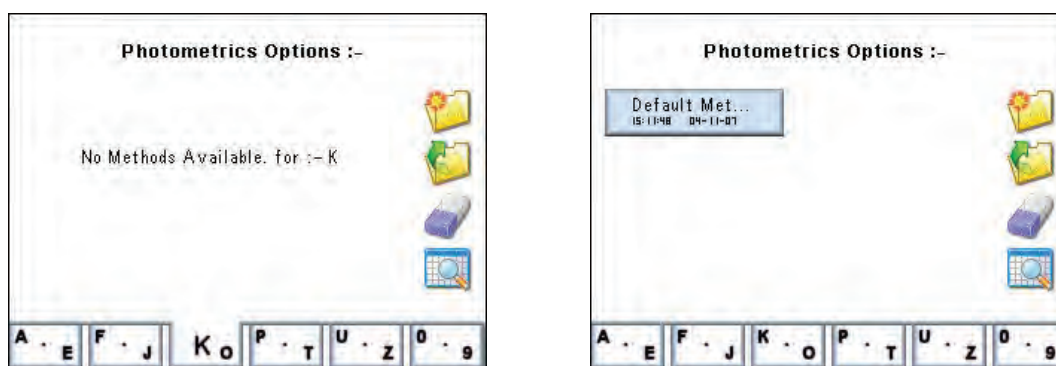 Photometrics Options :-
No Methods Available. for :- K
A . E F . J K O P . T U . Z 0 . 9
Photometrics Options :-
Default Met...
15:11:48 04-11-07
A . E F . J K . O P . T U . Z 0 . 9